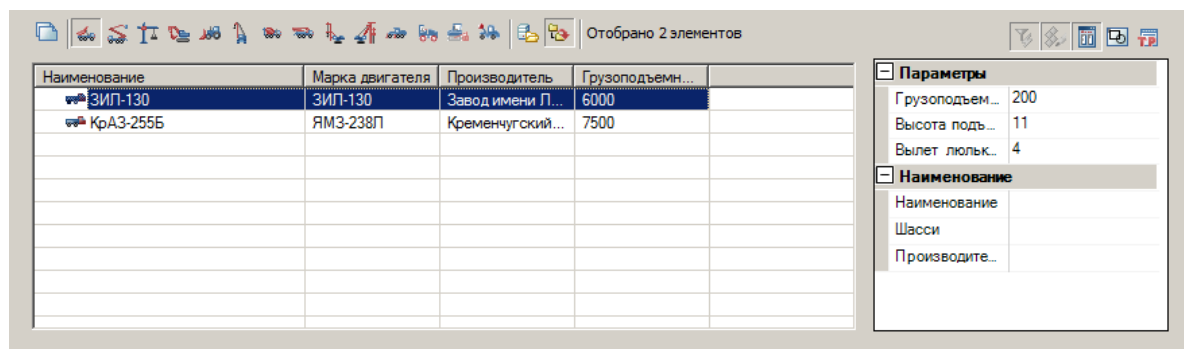 Отобрано 2 элементов
Т.Р.
Наименование Марка двигателя Производитель Грузоподъемн...
ЗИЛ-130 ЗИЛ-130 Завод имени Л... 6000
КрАЗ-255Б ЯМЗ-238Л Кременчугский... 7500
Параметры
Грузоподъем... 200
Высота подъ... 11
Вылет люльк... 4
Наименование
Наименование
Шасси
Производите...